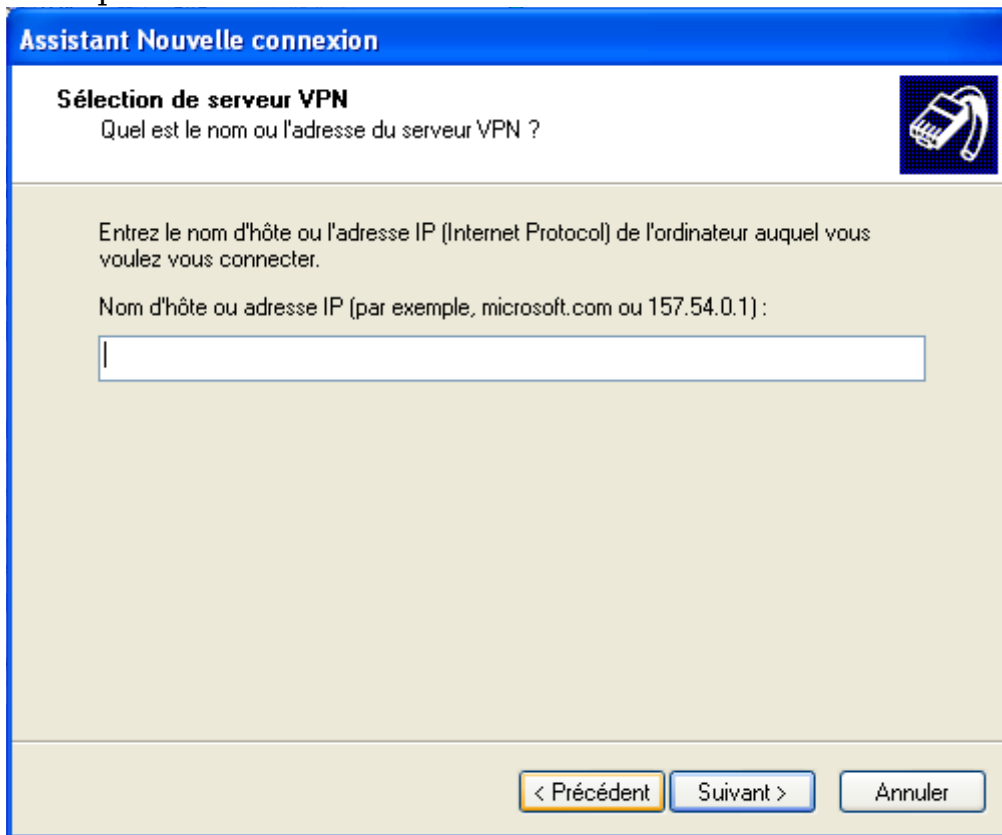 Assistant Nouvelle connexion
Sélection de serveur VPN
Quel est le nom ou l'adresse du serveur VPN ?
Entrez le nom d'hôte ou l'adresse IP (Internet Protocol) de l'ordinateur auquel vous
voulez vous connecter.
Nom d'hôte ou adresse IP (par exemple, microsoft.com ou 157.54.0.1) :
< Précédent Suivant > Annuler